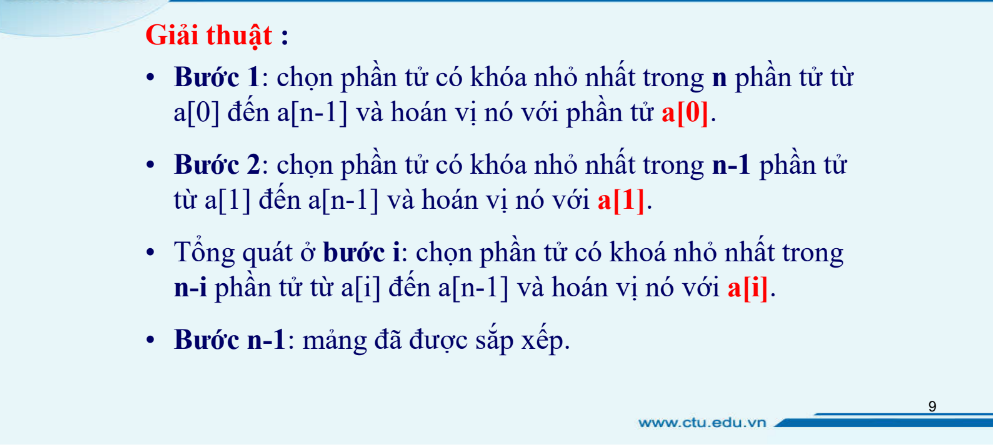 Giải thuật :
• Bước 1: chọn phần tử có khóa nhỏ nhất trong n phần tử từ
a[0] đến a[n-1] và hoán vị nó với phần tử a[0].
• Bước 2: chọn phần tử có khóa nhỏ nhất trong n-1 phần tử
từ a[1] đến a[n-1] và hoán vị nó với a[1].
• Tổng quát ở bước i: chọn phần tử có khoá nhỏ nhất trong
n-i phần tử từ a[i] đến a[n-1] và hoán vị nó với a[i].
• Bước n-1: mảng đã được sắp xếp.
9
www.ctu.edu.vn